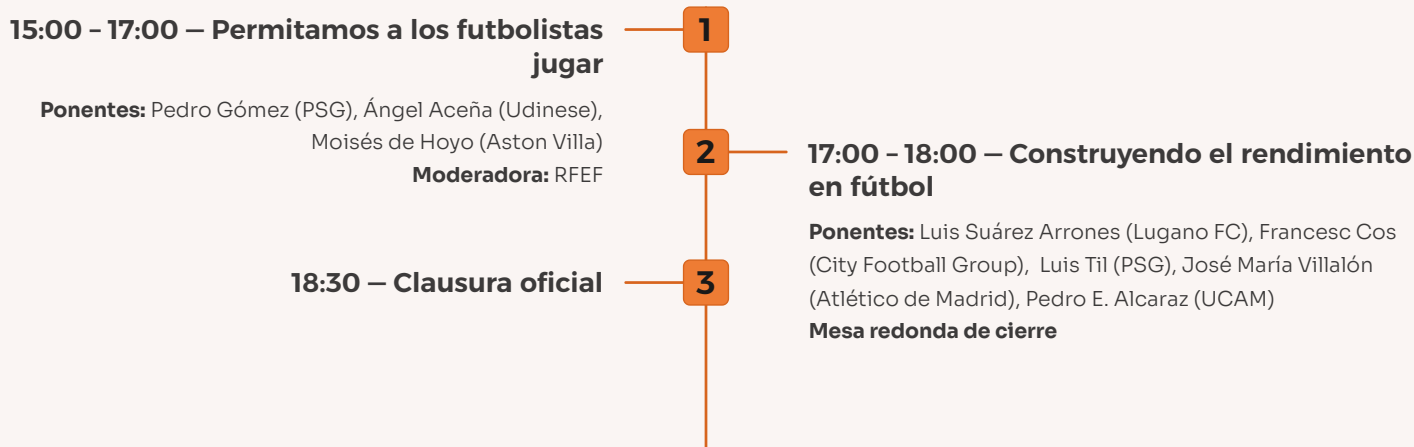 15:00 – 17:00 — Permitamos a los futbolistas
jugar
Ponentes: Pedro Gómez (PSG), Ángel Aceña (Udinese),
Moisés de Hoyo (Aston Villa)
Moderadora: RFEF
1
2
17:00 – 18:00 — Construyendo el rendimiento
en fútbol
Ponentes: Luis Suárez Arrones (Lugano FC), Francesc Cos
(City Football Group), Luis Til (PSG), José María Villalón
(Atlético de Madrid), Pedro E. Alcaraz (UCAM)
Mesa redonda de cierre
18:30 — Clausura oficial
3